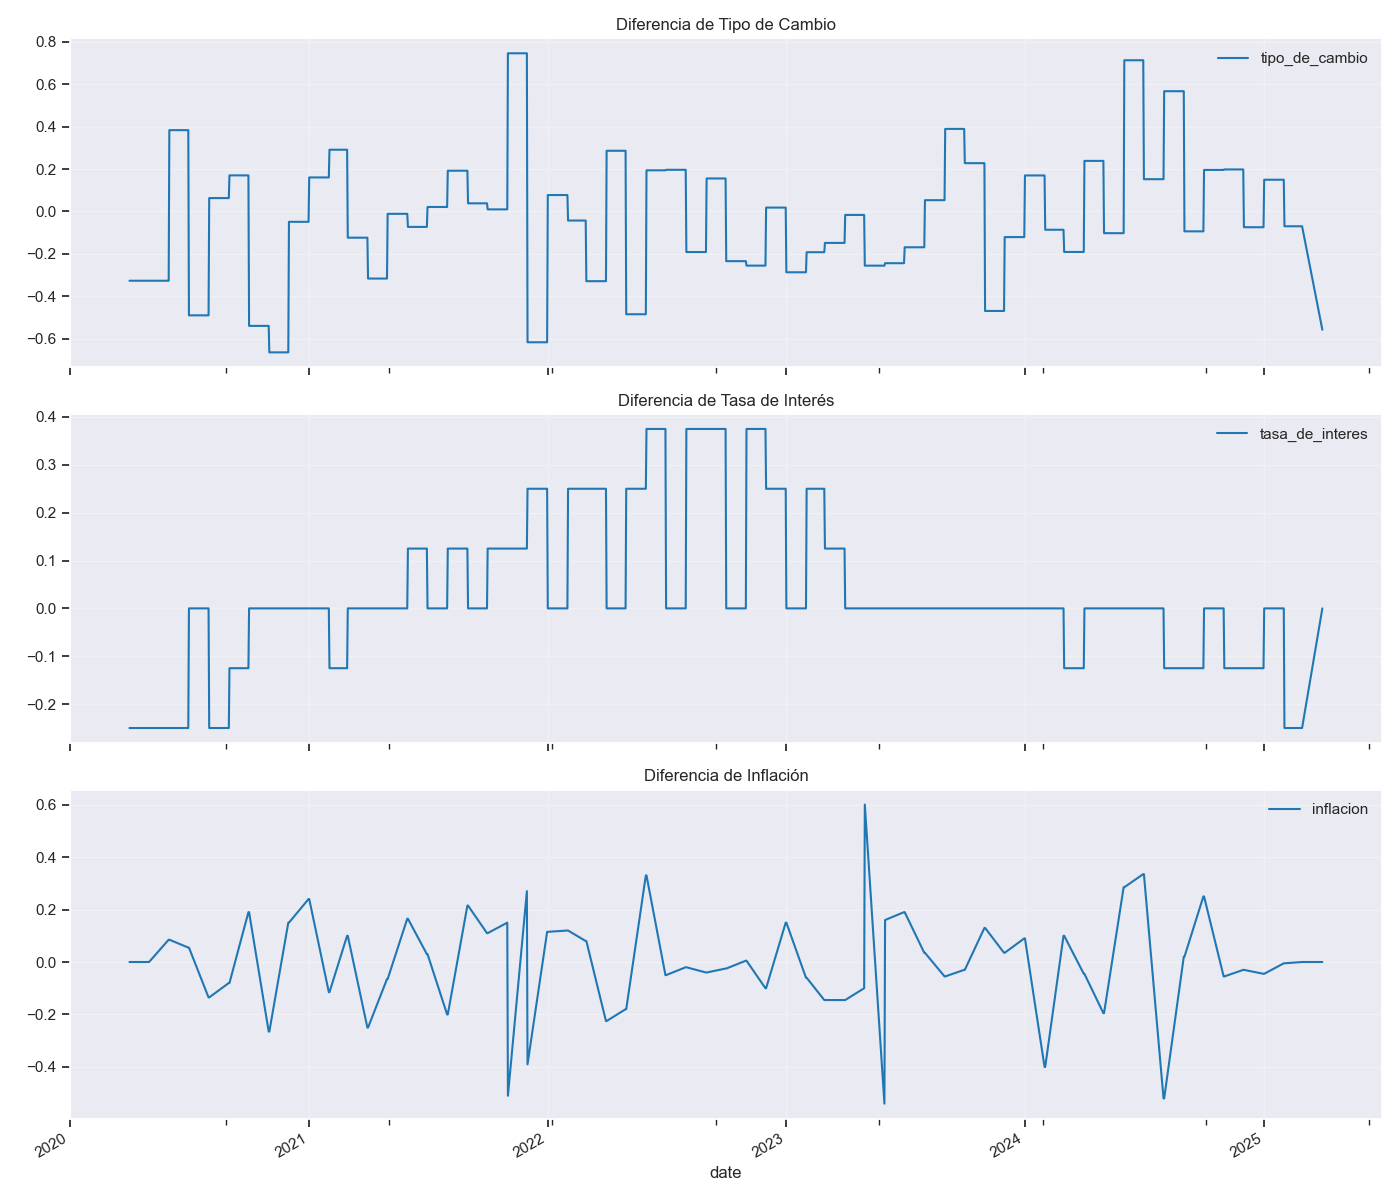 Diferencia de Tipo de Cambio
0.8
tipo_de_cambio
0.6
0.4
0.2
0.0
−0.2
−0.4
−0.6
Diferencia de Tasa de Interés
0.4
tasa_de_interes
0.3
0.2
0.1
0.0
−0.1
−0.2
Diferencia de Inflación
0.6
inflacion
0.4
0.2
0.0
−0.2
−0.4
2020 2021 2022 2023 2024 2025
date